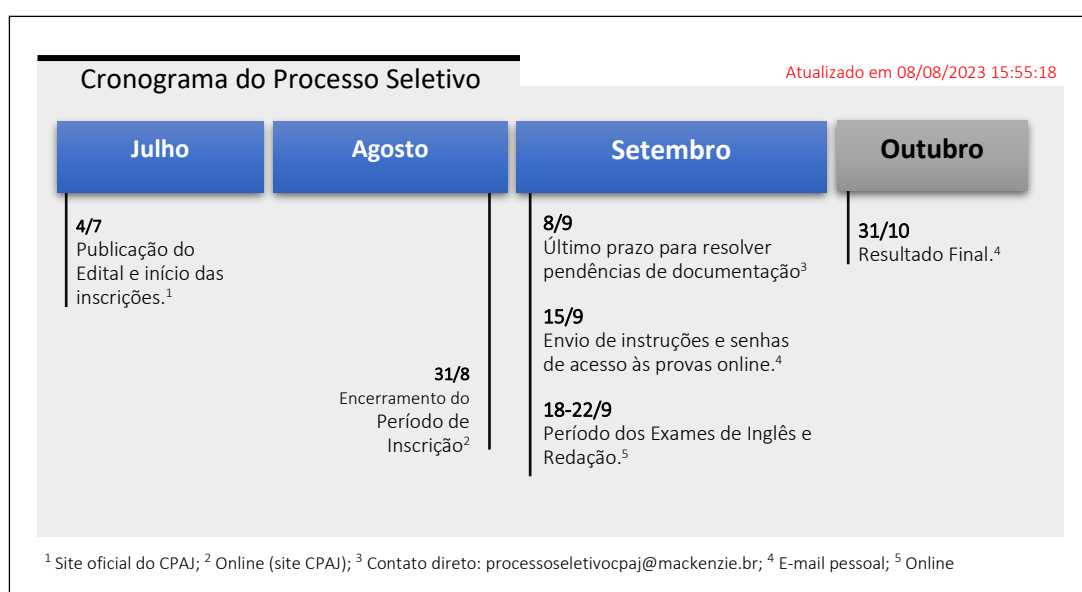 Cronograma do Processo Seletivo
Atualizado em 08/08/2023 15:55:18
Julho
Agosto
Setembro
Outubro
4/7
Publicação do
Edital e início das
inscrições.¹
31/8
Encerramento do
Período de
Inscrição²
8/9
Último prazo para resolver
pendências de documentação³
15/9
Envio de instruções e senhas
de acesso às provas online.⁴
18-22/9
Período dos Exames de Inglês e
Redação.⁵
31/10
Resultado Final.⁴
¹ Site oficial do CPAJ; ² Online (site CPAJ); ³ Contato direto: processoseletivocpaj@mackenzie.br; ⁴ E-mail pessoal; ⁵ Online